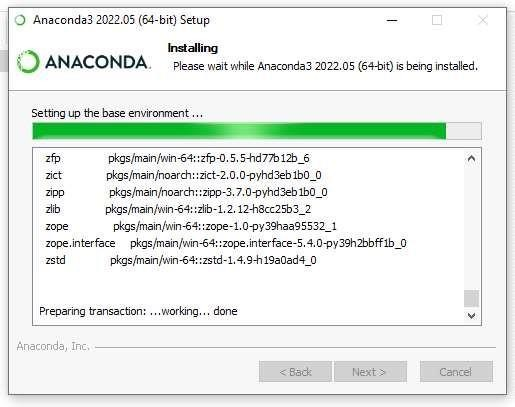 Anaconda3 2022.05 (64-bit) Setup
Installing
Please wait while Anaconda3 2022.05 (64-bit) is being installed.
ANACONDA.
Setting up the base environment ...
zfp pkgs/main/win-64::zfp-0.5.5-hd77b12b_6
zict pkgs/main/noarch::zict-2.0.0-pyhd3eb1b0_0
zipp pkgs/main/noarch::zipp-3.7.0-pyhd3eb1b0_0
zlib pkgs/main/win-64::zlib-1.2.12-h8cc25b3_2
zope pkgs/main/win-64::zope-1.0-py39haa95532_1
zope.interface pkgs/main/win-64::zope.interface-5.4.0-py39h2bbff1b_0
zstd pkgs/main/win-64::zstd-1.4.9-h19a0ad4_0
Preparing transaction: ...working... done
Anaconda, Inc.
< Back Next > Cancel